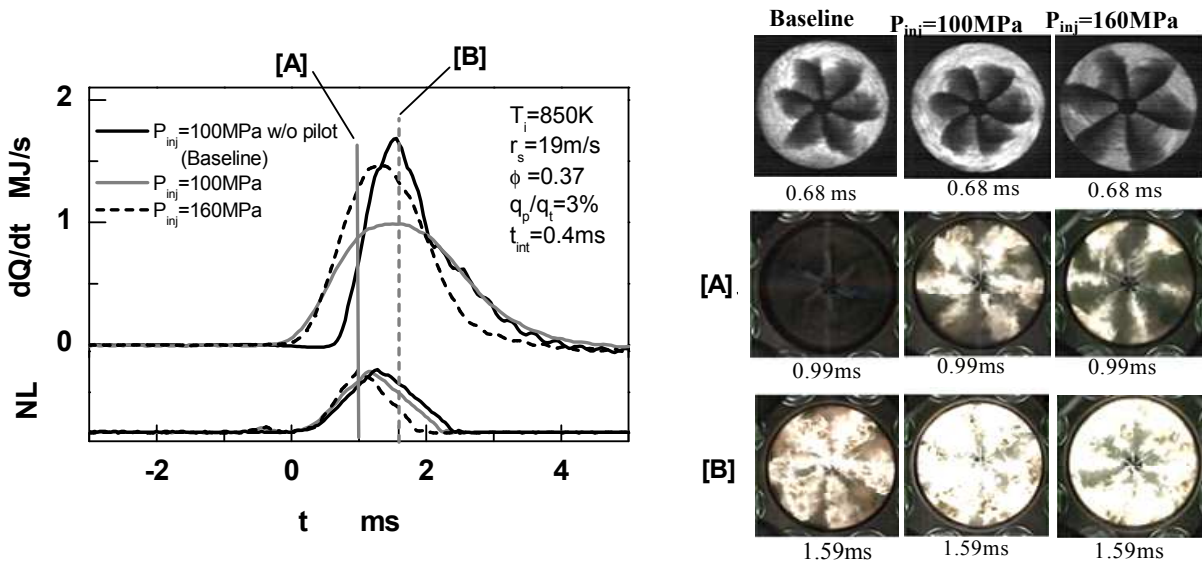 [A]
[B]
2
1
0
dQ/dt MJ/s
NL
P_inj=100MPa w/o pilot
(Baseline)
P_inj=100MPa
P_inj=160MPa
T_i=850K
r_s=19m/s
ϕ=0.37
q_p/q_t=3%
t_int=0.4ms
-2 0 2 4
t ms
Baseline P_inj=100MPa P_inj=160MPa
0.68 ms 0.68 ms 0.68 ms
[A]
0.99ms 0.99ms 0.99ms
[B]
1.59ms 1.59ms 1.59ms